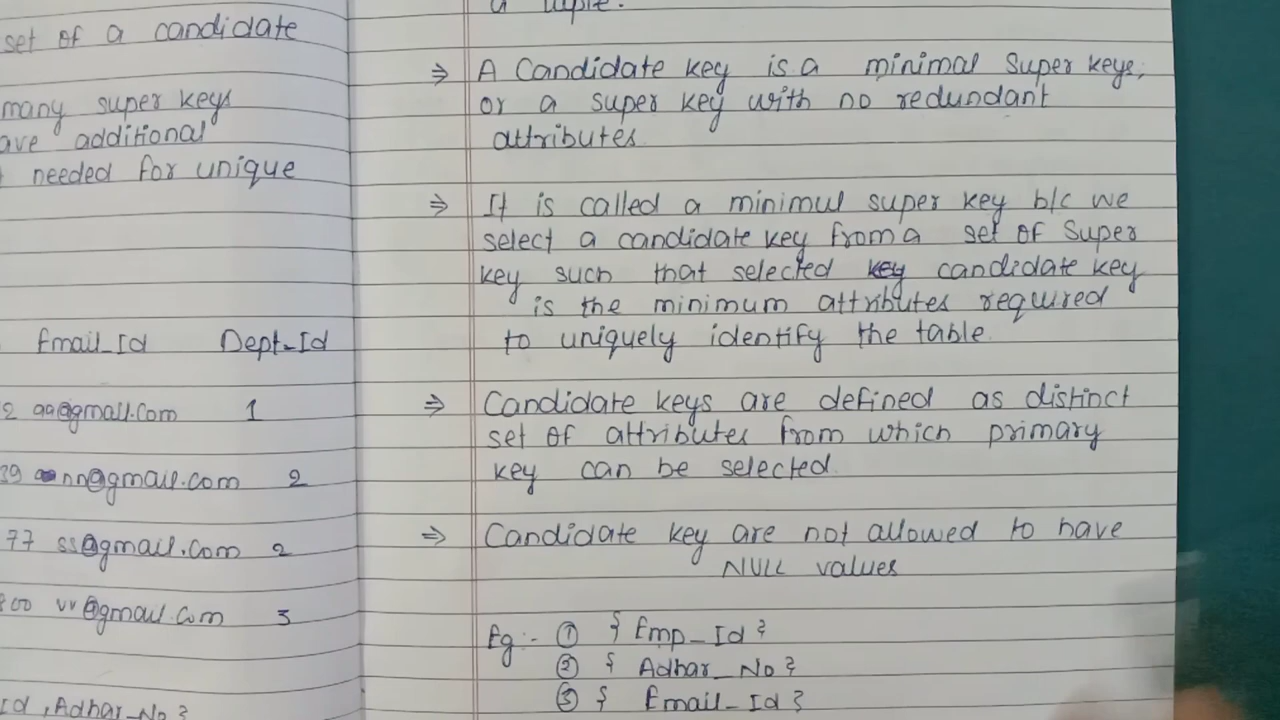 set of a candidate
many super keys
ave additional
needed for unique
Email_Id Dept_Id
2 aa@gmail.com 1
39 nn@gmail.com 2
77 ss@gmail.com 2
vv@gmail.com 3
Id, Adhar_No}
a tuple.
⇒ A Candidate key is a minimal Super keys,
or a super key with no redundant
attributes.
⇒ It is called a minimul super key b/c we
select a candidate key from a set of Super
key such that selected key candidate key
is the minimum attributes required
to uniquely identify the table.
⇒ Candidate keys are defined as distinct
set of attributes from which primary
key can be selected.
⇒ Candidate key are not allowed to have
NULL values
Eg:- ① { Emp_Id }
② { Adhar_No }
③ { Email_Id }